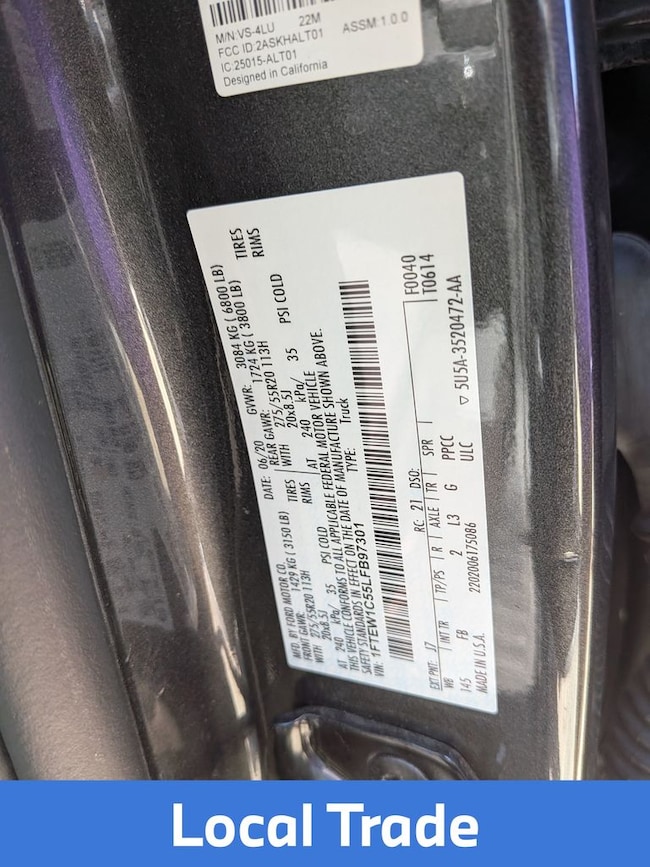 M/N:VS-4LU 22M
FCC ID:2ASKHALT01 ASSM:1.0.0
IC:25015-ALT01
Designed in California
MFD. BY FORD MOTOR CO.
DATE: 06/20 GVWR: 3084 KG ( 6800 LB)
FRONT GAWR: 1429 KG ( 3150 LB) REAR GAWR: 1724 KG ( 3800 LB)
WITH 275/55R20 113H TIRES WITH 275/55R20 113H TIRES
20x8.5J RIMS 20x8.5J RIMS
AT 240 kPa/ 35 PSI COLD AT 240 kPa/ 35 PSI COLD
THIS VEHICLE CONFORMS TO ALL APPLICABLE FEDERAL MOTOR VEHICLE
SAFETY STANDARDS IN EFFECT ON THE DATE OF MANUFACTURE SHOWN ABOVE.
VIN: 1FTEW1C55LFB97301 TYPE: Truck
F0040
T0614
EXT PNT: J7 RC: 21 DSO:
WB INT TR TP/PS R AXLE TR SPR
145 FB 2 L3 G PPCC
2202006175086 ULC
MADE IN U.S.A. ▽ 5U5A-3520472-AA
Local Trade